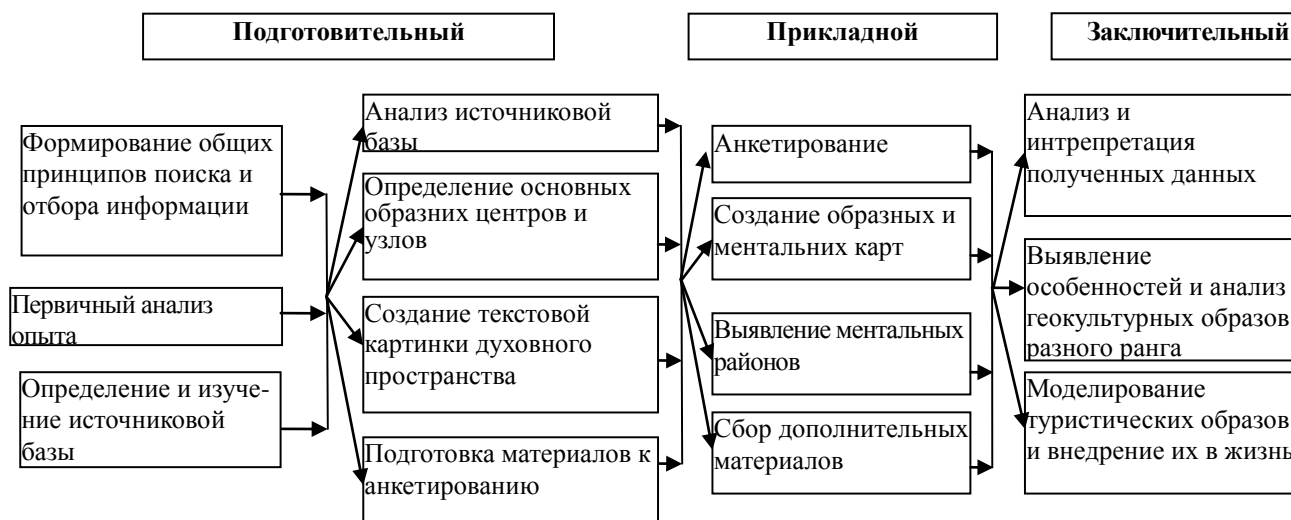 Подготовительный
Прикладной
Заключительный
Формирование общих
принципов поиска и
отбора информации
Первичный анализ
опыта
Определение и изуче-
ние источниковой
базы
Анализ источниковой
базы
Определение основных
образних центров и
узлов
Создание текстовой
картинки духовного
пространства
Подготовка материалов к
анкетированию
Анкетирование
Создание образных и
ментальних карт
Выявление ментальных
районов
Сбор дополнительных
материалов
Анализ и
интрепретация
полученных данных
Выявление
особенностей и анализ
геокультурных образов
разного ранга
Моделирование
туристических образов
и внедрение их в жизнь